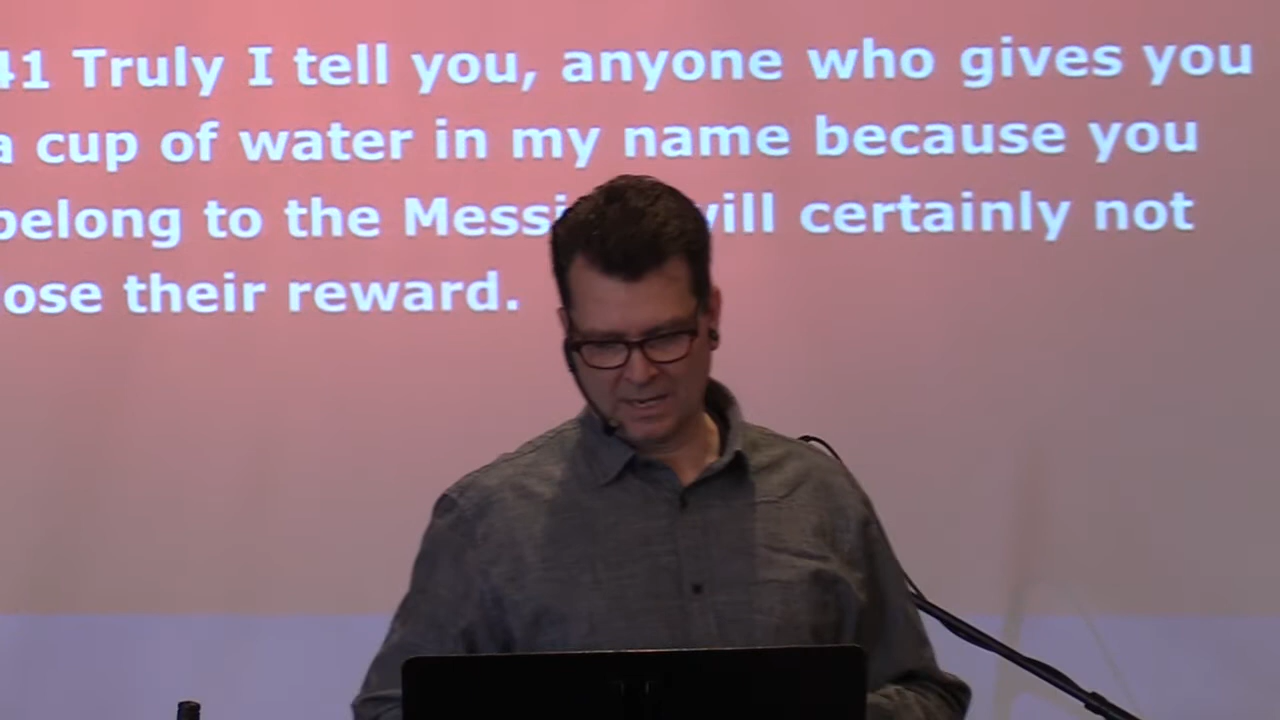 41 Truly I tell you, anyone who gives you
a cup of water in my name because you
belong to the Messi will certainly not
lose their reward.